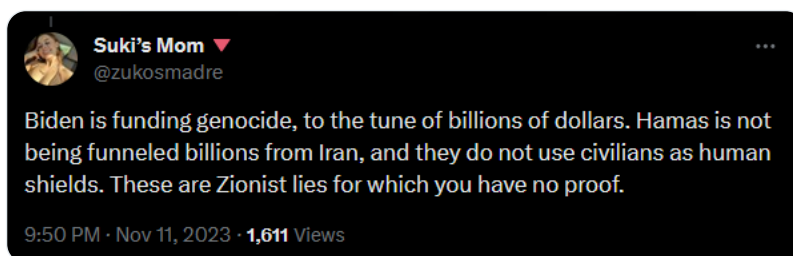 Suki's Mom 🔻
@zukosmadre
Biden is funding genocide, to the tune of billions of dollars. Hamas is not
being funneled billions from Iran, and they do not use civilians as human
shields. These are Zionist lies for which you have no proof.
9:50 PM · Nov 11, 2023 · 1,611 Views